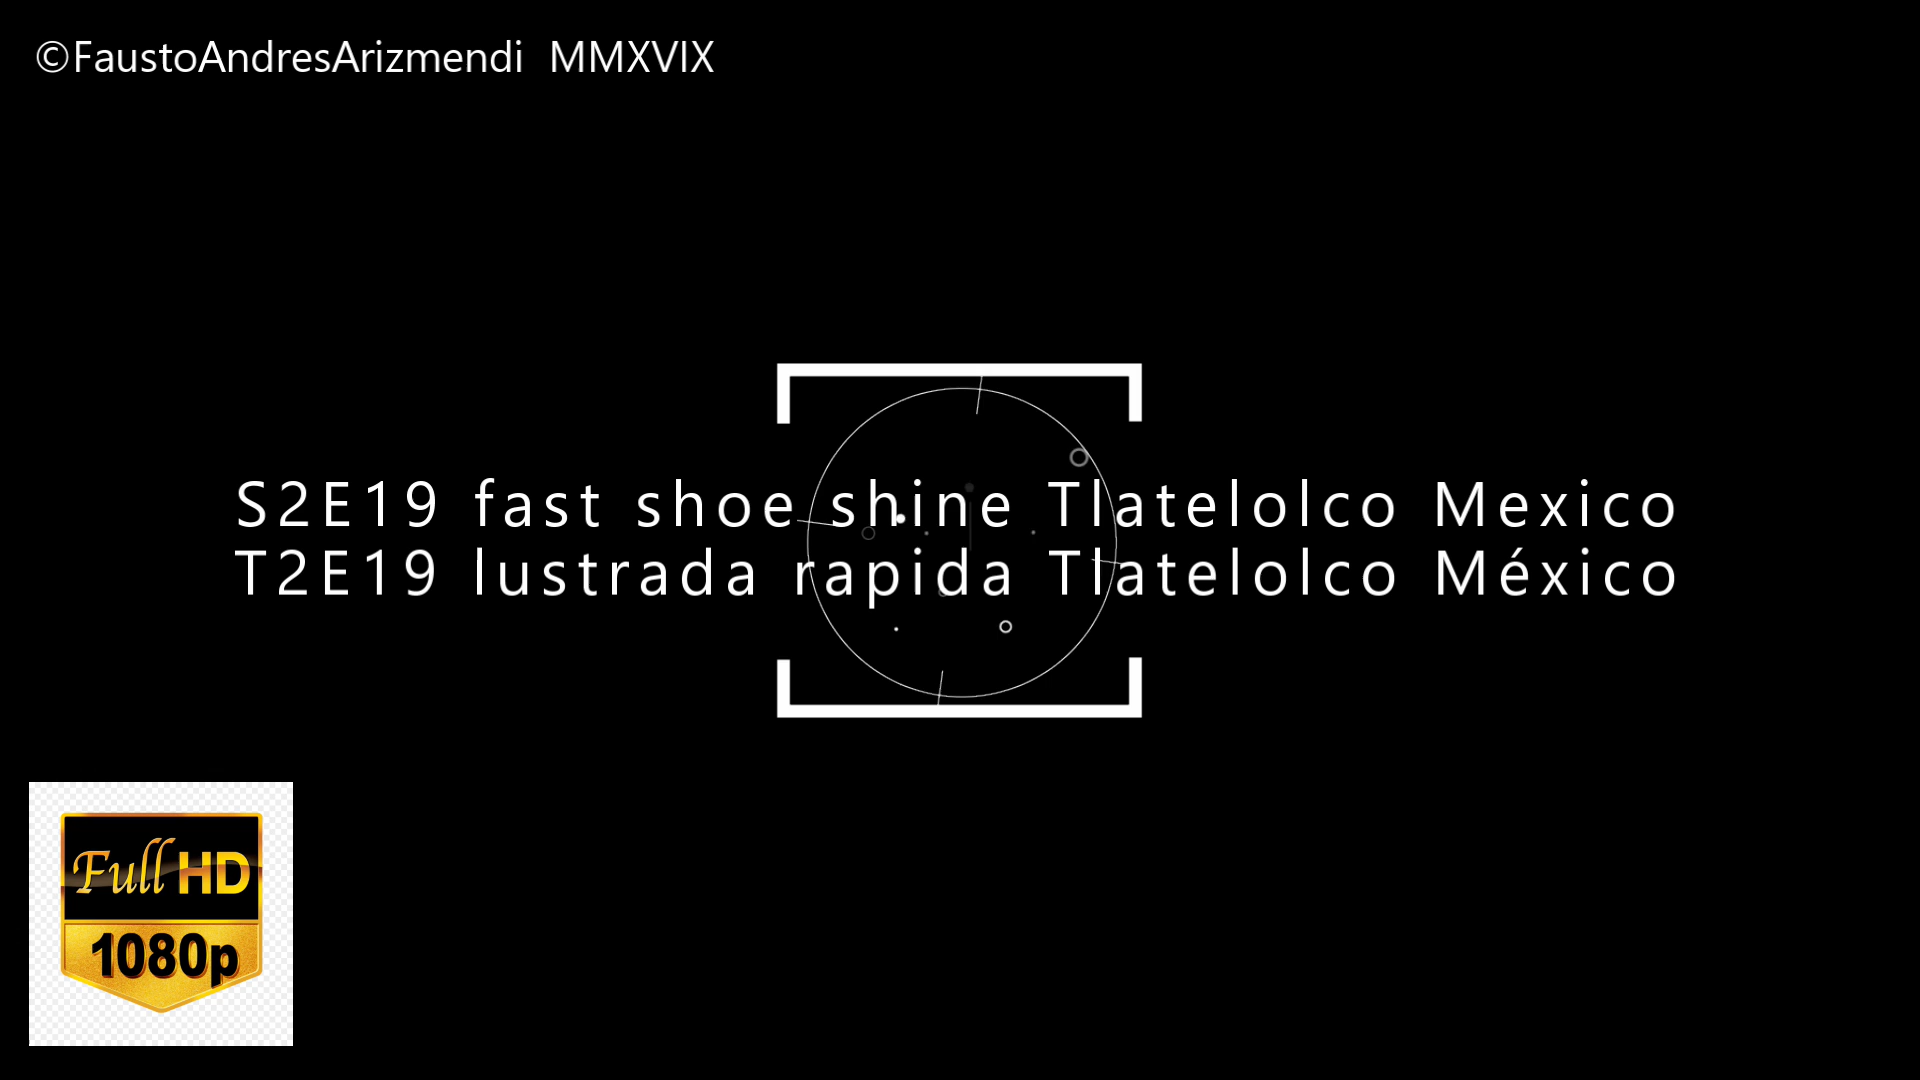 ©FaustoAndresArizmendi MMXVIX
S2E19 fast shoe shine Tlatelolco Mexico
T2E19 lustrada rapida Tlatelolco México
Full HD
1080p